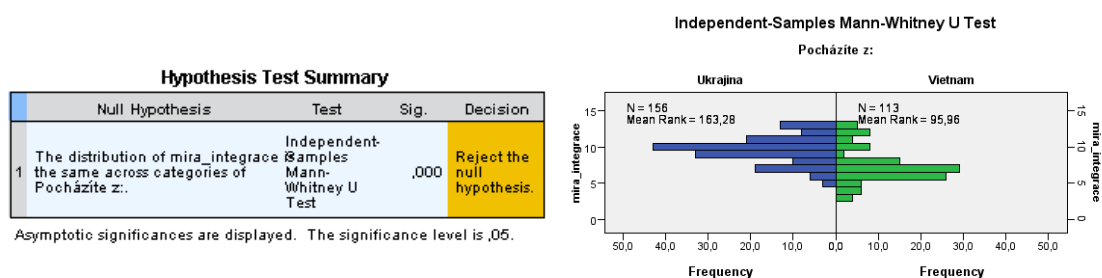 Hypothesis Test Summary
Null Hypothesis Test Sig. Decision
1 The distribution of mira_integrace is the same across categories of Pocházíte z:. Independent-Samples Mann-Whitney U Test ,000 Reject the null hypothesis.
Asymptotic significances are displayed. The significance level is ,05.
Independent-Samples Mann-Whitney U Test
Pocházíte z:
Ukrajina Vietnam
N = 156 N = 113
Mean Rank = 163,28 Mean Rank = 95,96
mira_integrace
15
10
5
0
15
10
5
0
mira_integrace
50,0 40,0 30,0 20,0 10,0 0,0 10,0 20,0 30,0 40,0 50,0
Frequency Frequency